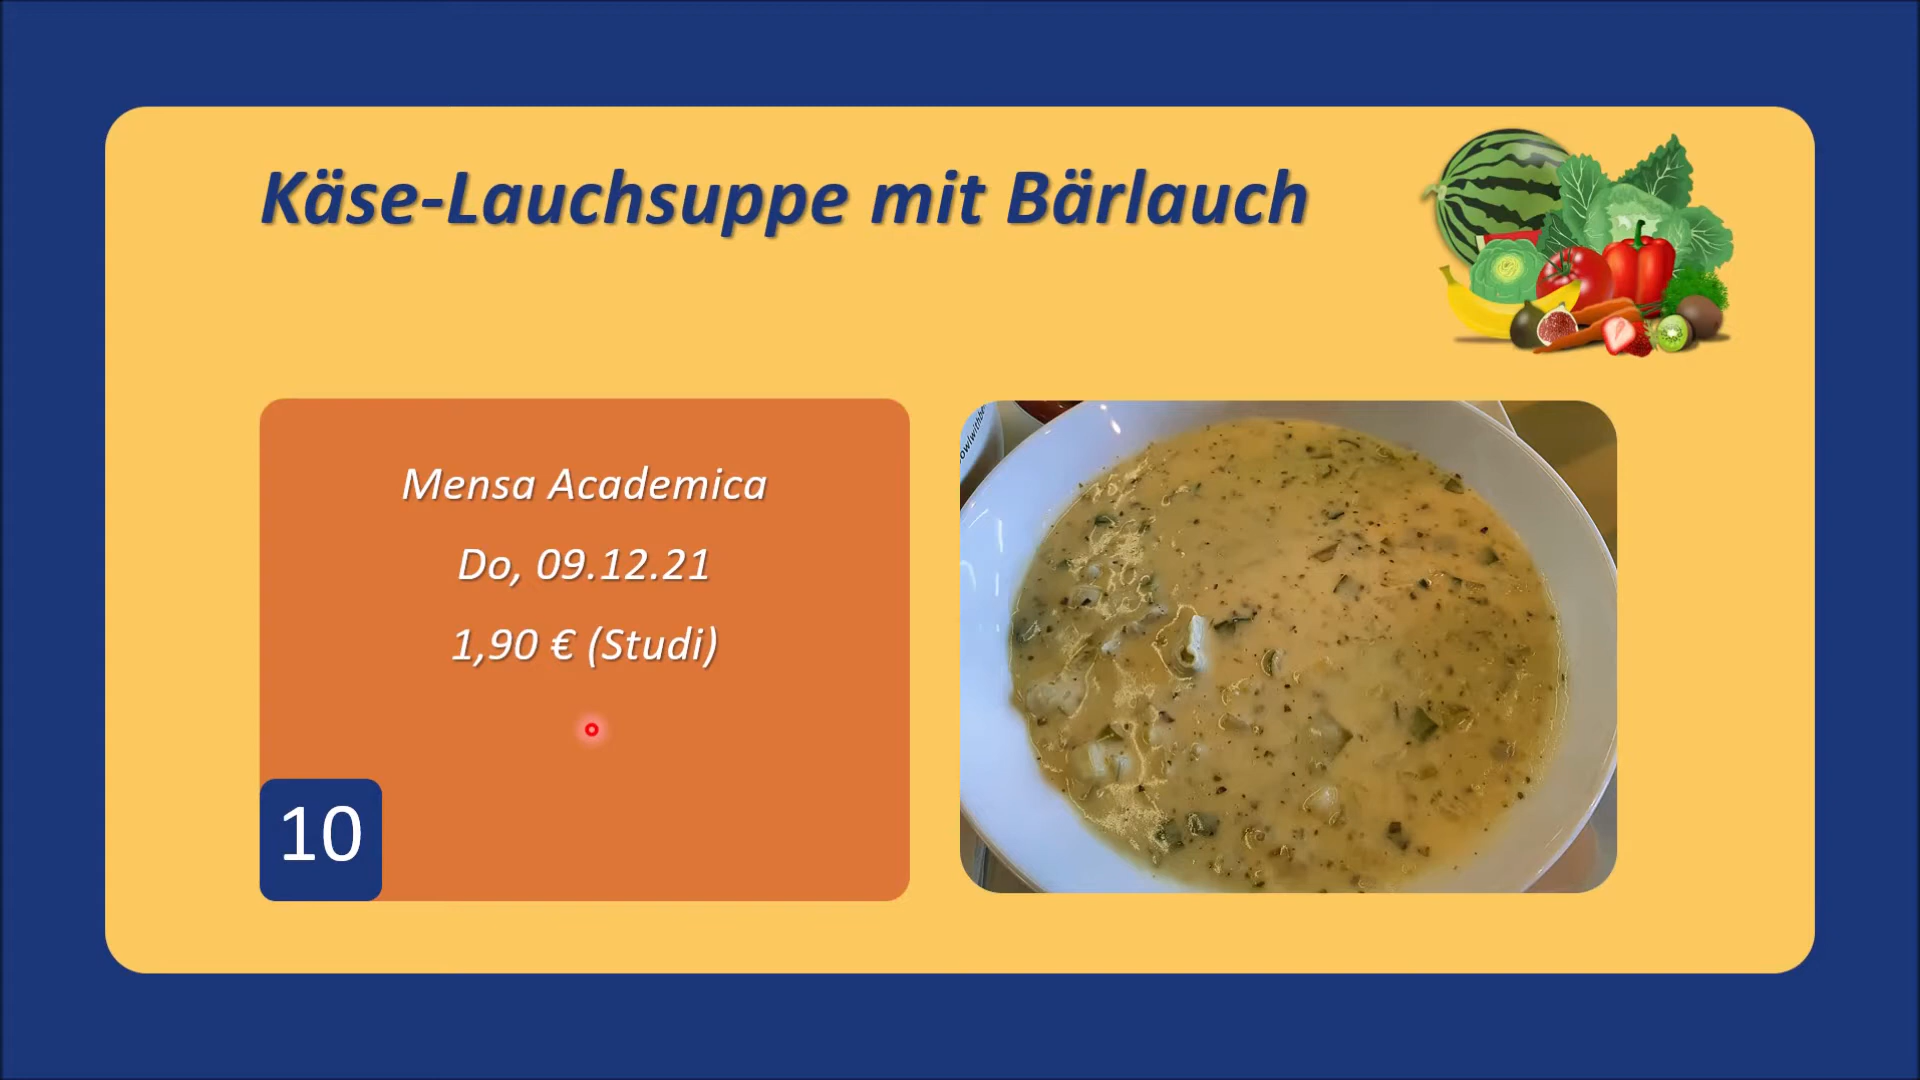 Käse-Lauchsuppe mit Bärlauch
Mensa Academica
Do, 09.12.21
1,90 € (Studi)
10